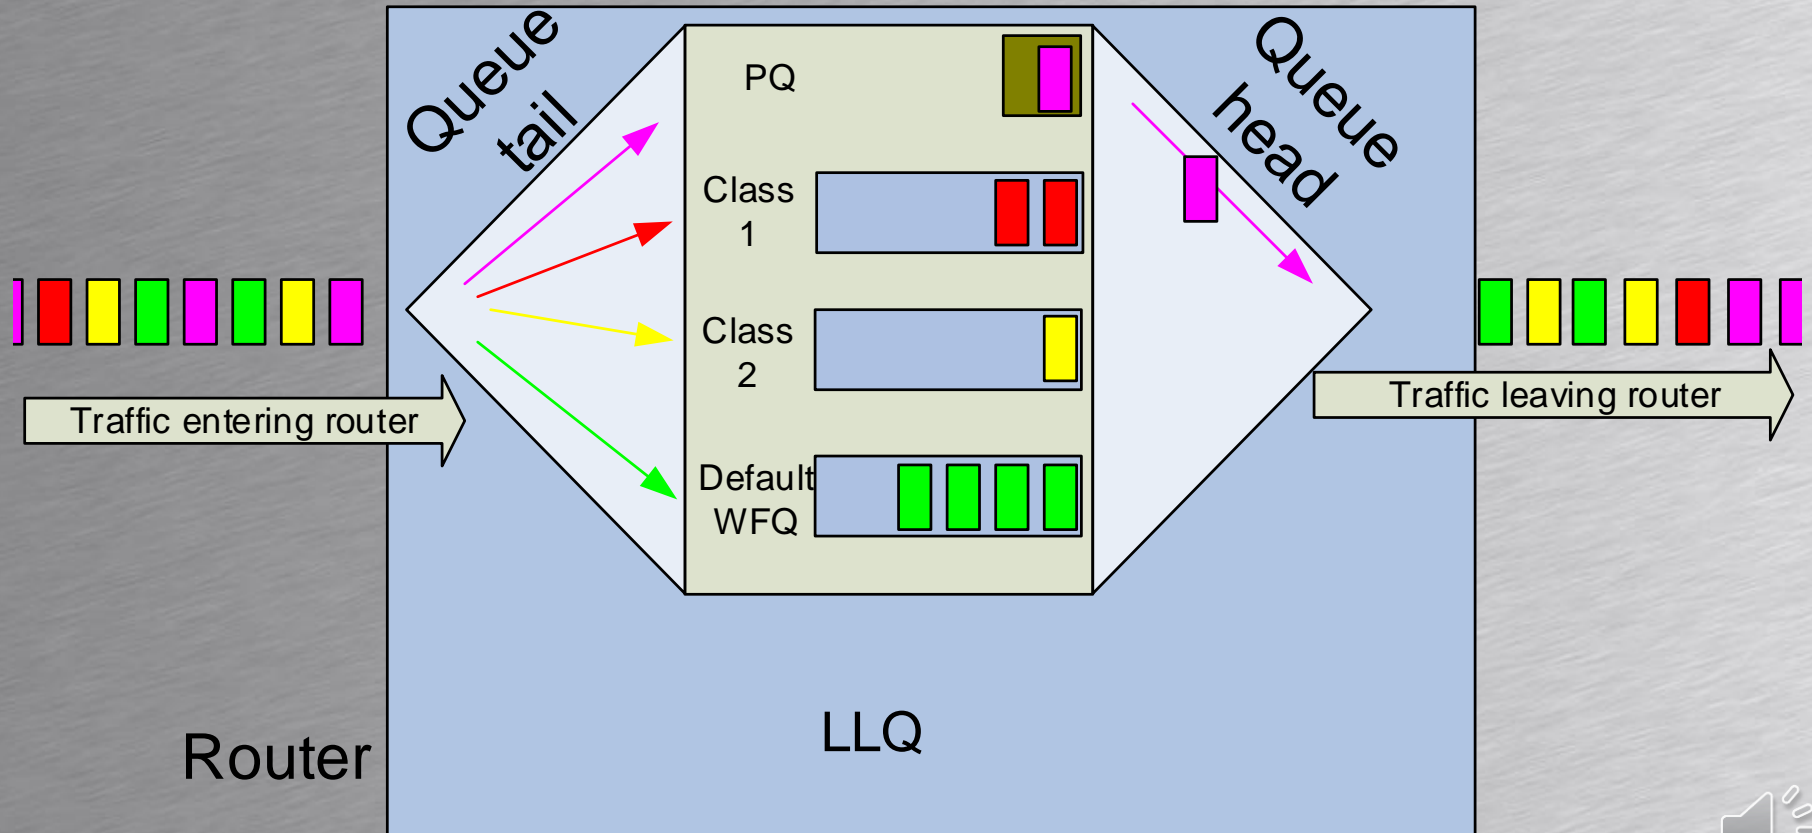 Queue
tail
PQ
Queue
head
Class
1
Class
2
Default
WFQ
Traffic entering router
Traffic leaving router
LLQ
Router